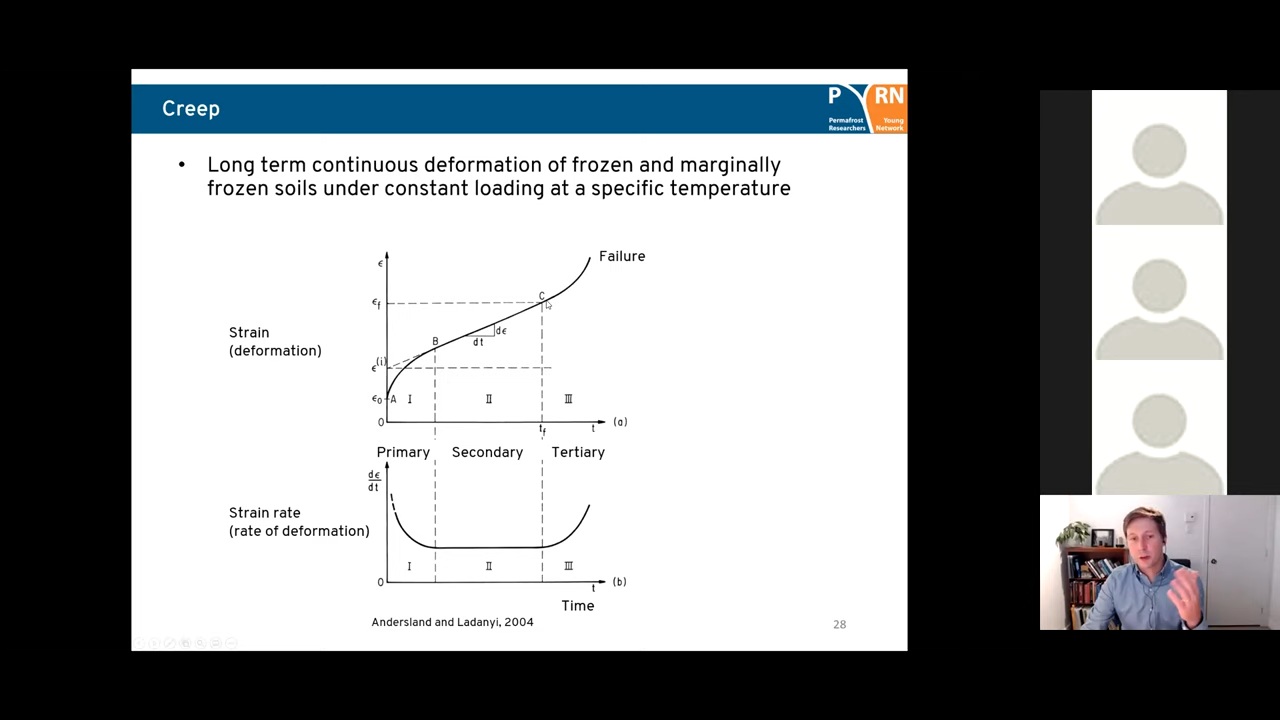 Creep
P RN
Permafrost Young
Researchers Network
• Long term continuous deformation of frozen and marginally
frozen soils under constant loading at a specific temperature
ϵ
Failure
ϵf
C
Strain
(deformation)
dϵ
dt
B
ϵ(i)
ϵ0 A I II III
0 tf t (a)
Primary Secondary Tertiary
dϵ
dt
Strain rate
(rate of deformation)
I II III
0 t (b)
Time
Andersland and Ladanyi, 2004
28